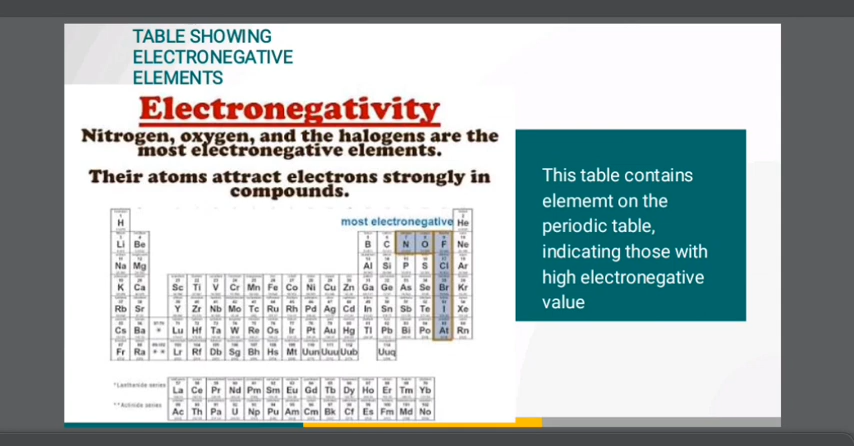 TABLE SHOWING
ELECTRONEGATIVE
ELEMENTS
Electronegativity
Nitrogen, oxygen, and the halogens are the
most electronegative elements.
Their atoms attract electrons strongly in
compounds.
This table contains
elememt on the
periodic table,
indicating those with
high electronegative
value
most electronegative
H He
Li Be B C N O F Ne
Na Mg Al Si P S Cl Ar
K Ca Sc Ti V Cr Mn Fe Co Ni Cu Zn Ga Ge As Se Br Kr
Rb Sr Y Zr Nb Mo Tc Ru Rh Pd Ag Cd In Sn Sb Te I Xe
Cs Ba * Lu Hf Ta W Re Os Ir Pt Au Hg Tl Pb Bi Po At Rn
Fr Ra ** Lr Rf Db Sg Bh Hs Mt Uun Uuu Uub Uuq
*Lanthanide series La Ce Pr Nd Pm Sm Eu Gd Tb Dy Ho Er Tm Yb
**Actinide series Ac Th Pa U Np Pu Am Cm Bk Cf Es Fm Md No